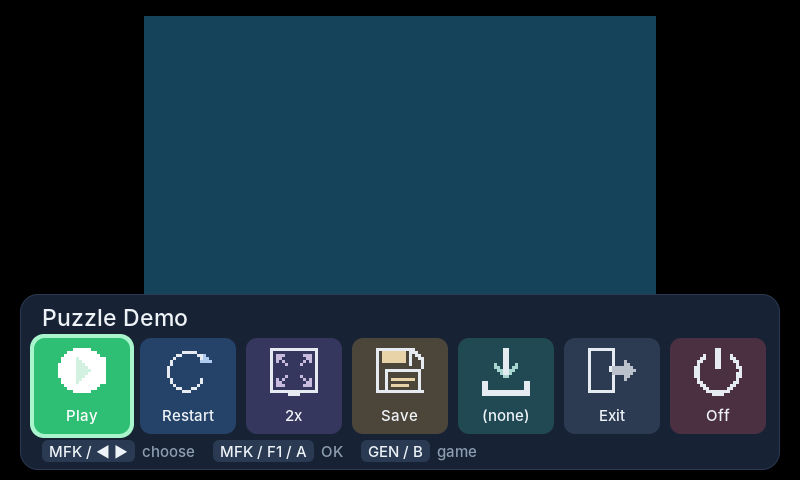 Puzzle Demo
Play Restart 2x Save (none) Exit Off
MFK / ◀ ▶ choose MFK / F1 / A OK GEN / B game